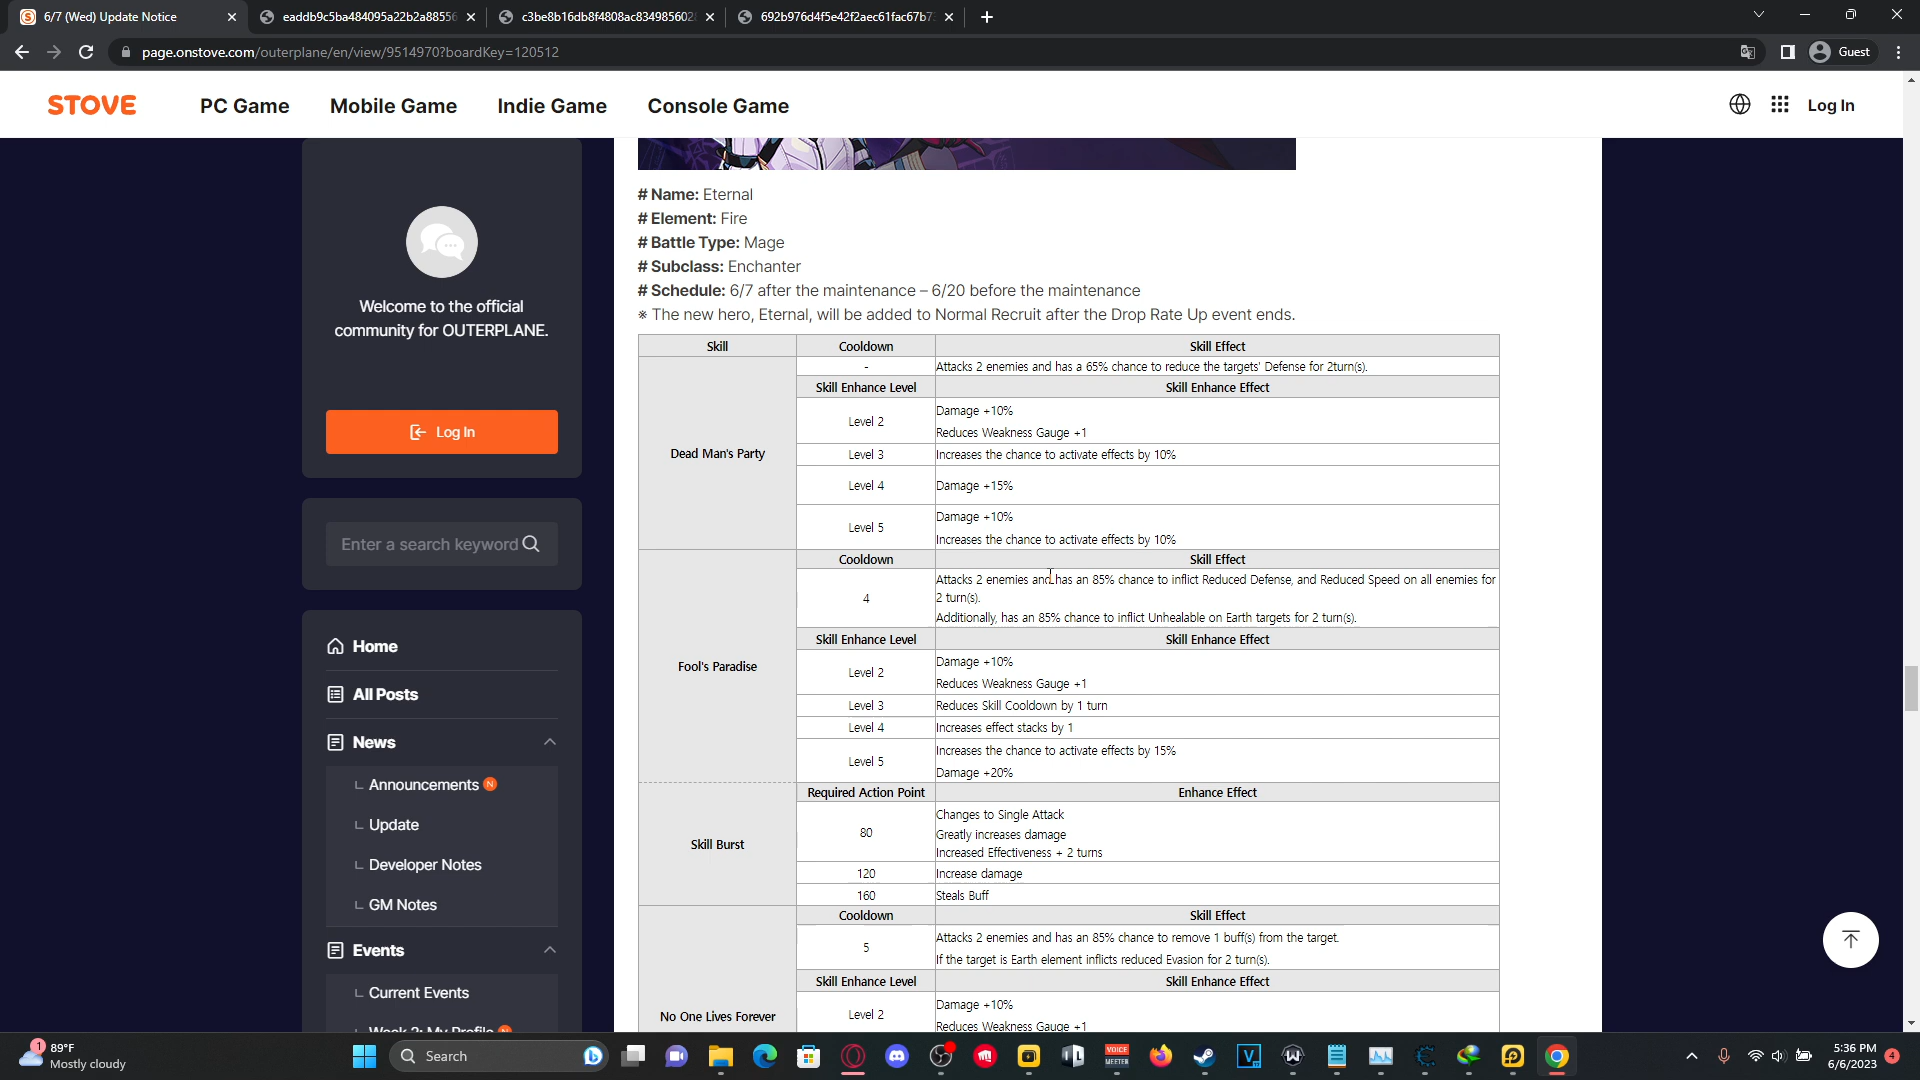 6/7 (Wed) Update Notice
eaddb9c5ba484095a22b2a88556
c3be8b16db8f4808ac834985602
692b976d4f5e42f2aec61fac67b7
page.onstove.com/outerplane/en/view/9514970?boardKey=120512
Guest
STOVE
PC Game
Mobile Game
Indie Game
Console Game
Log In
Welcome to the official
community for OUTERPLANE.
Log In
Enter a search keyword
Home
All Posts
News
Announcements N
Update
Developer Notes
GM Notes
Events
Current Events
Week 2: My Profile
# Name: Eternal
# Element: Fire
# Battle Type: Mage
# Subclass: Enchanter
# Schedule: 6/7 after the maintenance – 6/20 before the maintenance
※ The new hero, Eternal, will be added to Normal Recruit after the Drop Rate Up event ends.
Skill Cooldown Skill Effect
Dead Man's Party
- Attacks 2 enemies and has a 65% chance to reduce the targets' Defense for 2turn(s).
Skill Enhance Level Skill Enhance Effect
Level 2 Damage +10%
Reduces Weakness Gauge +1
Level 3 Increases the chance to activate effects by 10%
Level 4 Damage +15%
Level 5 Damage +10%
Increases the chance to activate effects by 10%
Fool's Paradise
Cooldown Skill Effect
4 Attacks 2 enemies and has an 85% chance to inflict Reduced Defense, and Reduced Speed on all enemies for
2 turn(s).
Additionally, has an 85% chance to inflict Unhealable on Earth targets for 2 turn(s).
Skill Enhance Level Skill Enhance Effect
Level 2 Damage +10%
Reduces Weakness Gauge +1
Level 3 Reduces Skill Cooldown by 1 turn
Level 4 Increases effect stacks by 1
Level 5 Increases the chance to activate effects by 15%
Damage +20%
Skill Burst
Required Action Point Enhance Effect
80 Changes to Single Attack
Greatly increases damage
Increased Effectiveness + 2 turns
120 Increase damage
160 Steals Buff
No One Lives Forever
Cooldown Skill Effect
5 Attacks 2 enemies and has an 85% chance to remove 1 buff(s) from the target.
If the target is Earth element inflicts reduced Evasion for 2 turn(s).
Skill Enhance Level Skill Enhance Effect
Level 2 Damage +10%
Reduces Weakness Gauge +1
1
89°F
Mostly cloudy
Search
VOICE
MEETER
5:36 PM
6/6/2023
4